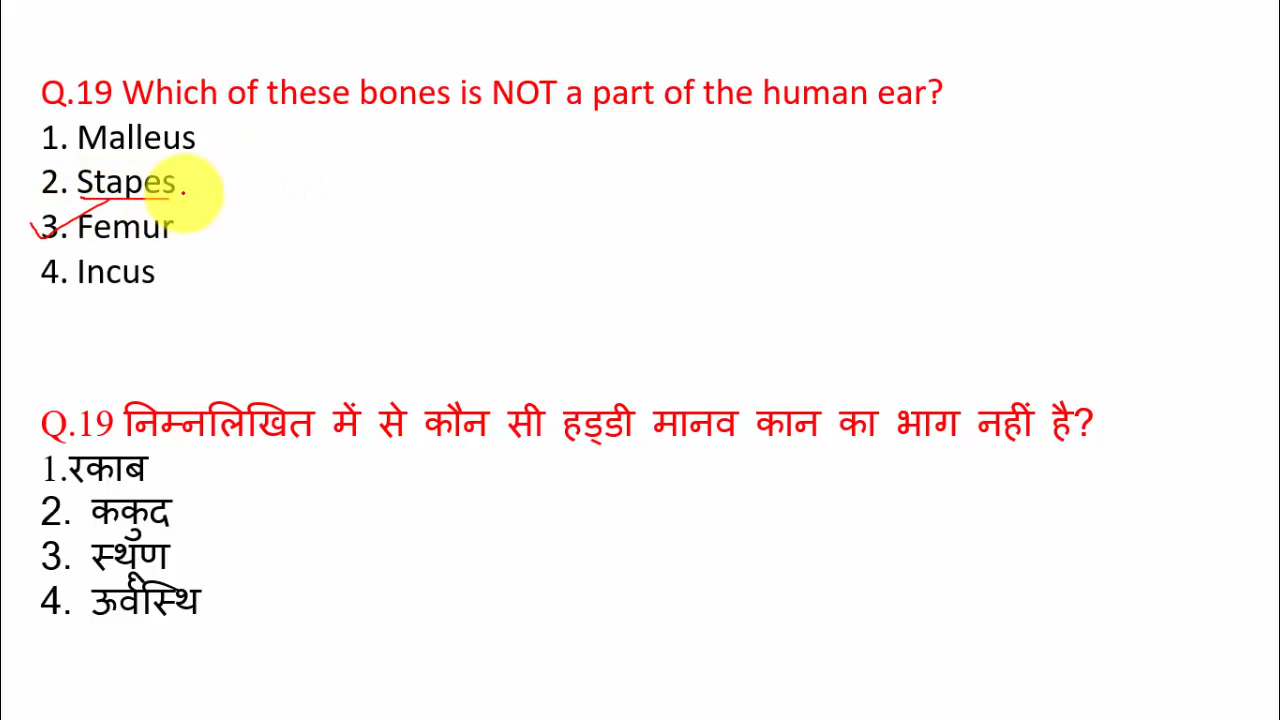 Q.19 Which of these bones is NOT a part of the human ear?
1. Malleus
2. Stapes
3. Femur
4. Incus
Q.19 निम्नलिखित में से कौन सी हड्डी मानव कान का भाग नहीं है?
1.रकाब
2. ककुद
3. स्थूण
4. ऊर्वस्थि